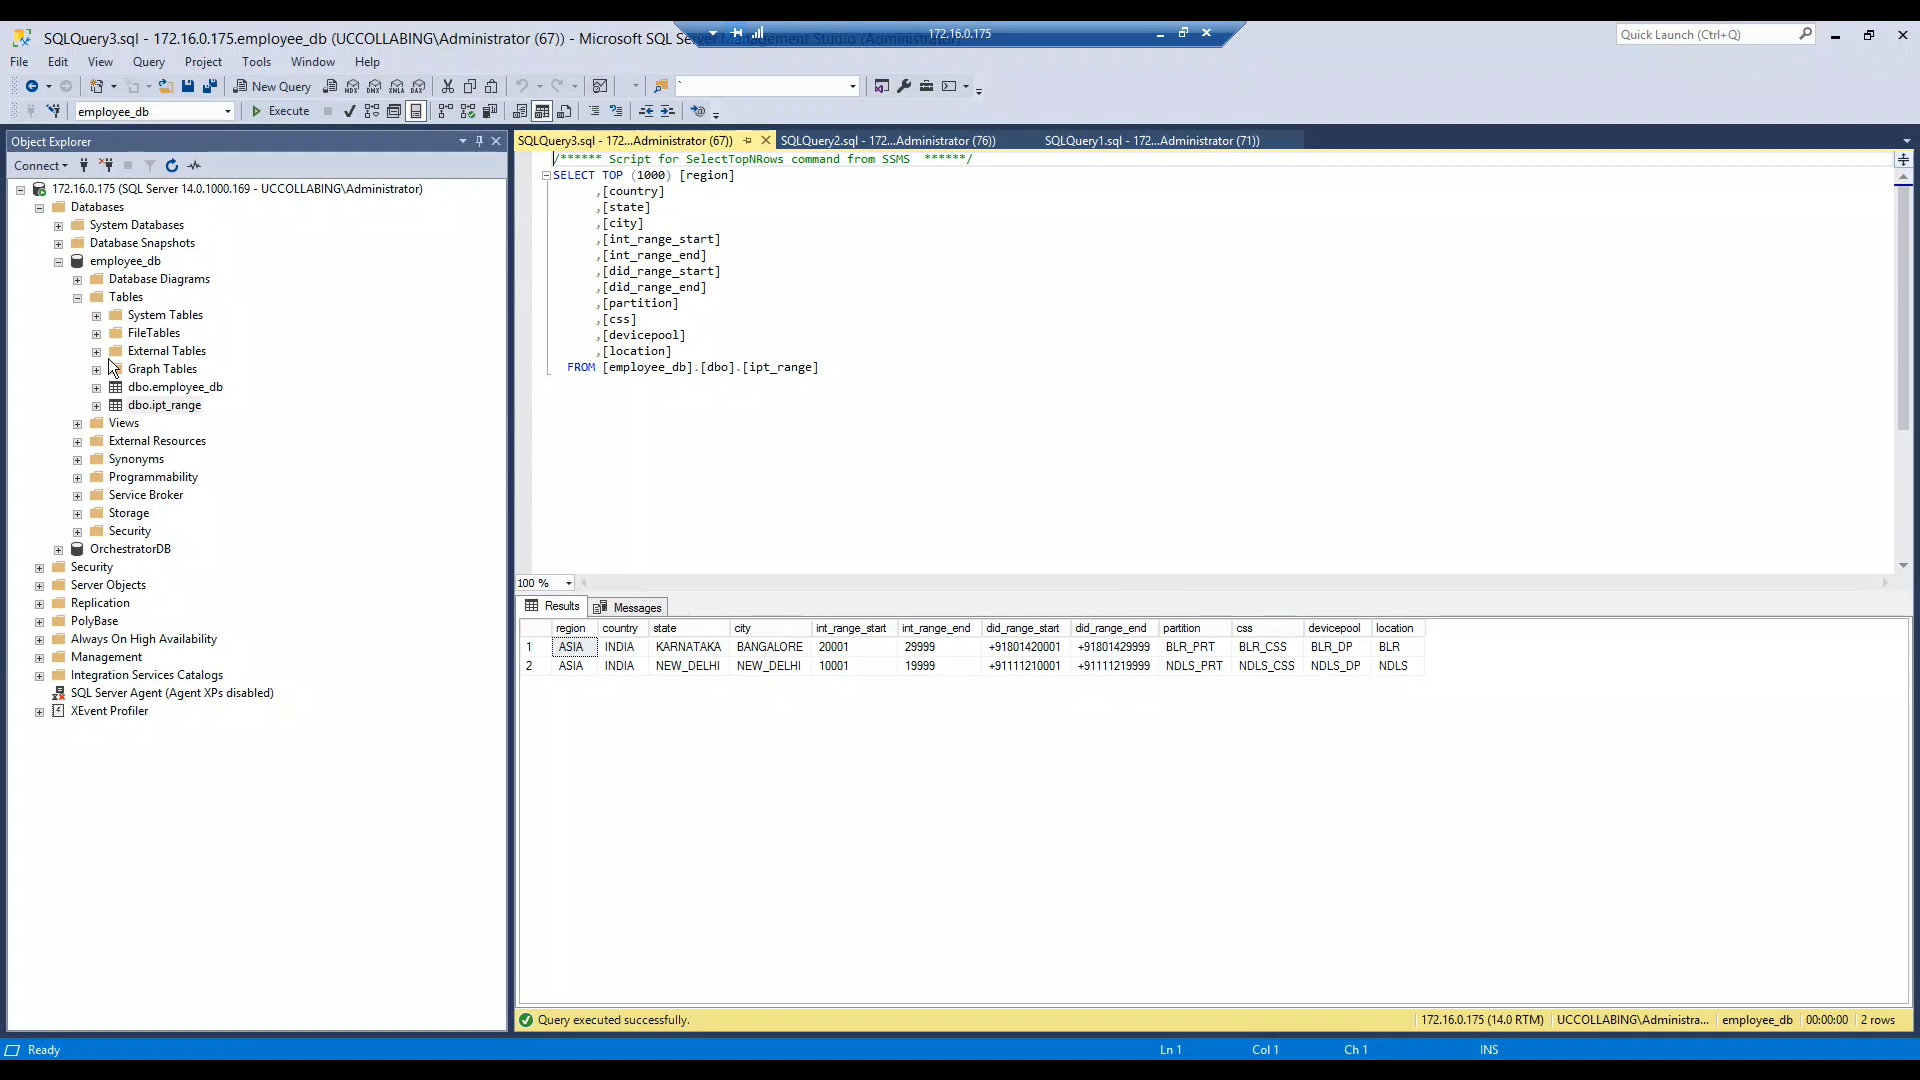 SQLQuery3.sql - 172.16.0.175.employee_db (UCCOLLABING\Administrator (67)) - Microsoft SQL Server Management Studio (Administrator)
172.16.0.175
Quick Launch (Ctrl+Q)
File Edit View Query Project Tools Window Help
New Query MDX DMX XMLA DAX `
employee_db Execute
Object Explorer
SQLQuery3.sql - 172...Administrator (67)) SQLQuery2.sql - 172...Administrator (76)) SQLQuery1.sql - 172...Administrator (71))
Connect
172.16.0.175 (SQL Server 14.0.1000.169 - UCCOLLABING\Administrator)
Databases
System Databases
Database Snapshots
employee_db
Database Diagrams
Tables
System Tables
FileTables
External Tables
Graph Tables
dbo.employee_db
dbo.ipt_range
Views
External Resources
Synonyms
Programmability
Service Broker
Storage
Security
OrchestratorDB
Security
Server Objects
Replication
PolyBase
Always On High Availability
Management
Integration Services Catalogs
SQL Server Agent (Agent XPs disabled)
XEvent Profiler
/****** Script for SelectTopNRows command from SSMS  ******/
SELECT TOP (1000) [region]
,[country]
,[state]
,[city]
,[int_range_start]
,[int_range_end]
,[did_range_start]
,[did_range_end]
,[partition]
,[css]
,[devicepool]
,[location]
FROM [employee_db].[dbo].[ipt_range]
100 %
Results Messages
region country state city int_range_start int_range_end did_range_start did_range_end partition css devicepool location
1 ASIA INDIA KARNATAKA BANGALORE 20001 29999 +91801420001 +91801429999 BLR_PRT BLR_CSS BLR_DP BLR
2 ASIA INDIA NEW_DELHI NEW_DELHI 10001 19999 +91111210001 +91111219999 NDLS_PRT NDLS_CSS NDLS_DP NDLS
Query executed successfully. 172.16.0.175 (14.0 RTM) UCCOLLABING\Administra... employee_db 00:00:00 2 rows
Ready Ln 1 Col 1 Ch 1 INS